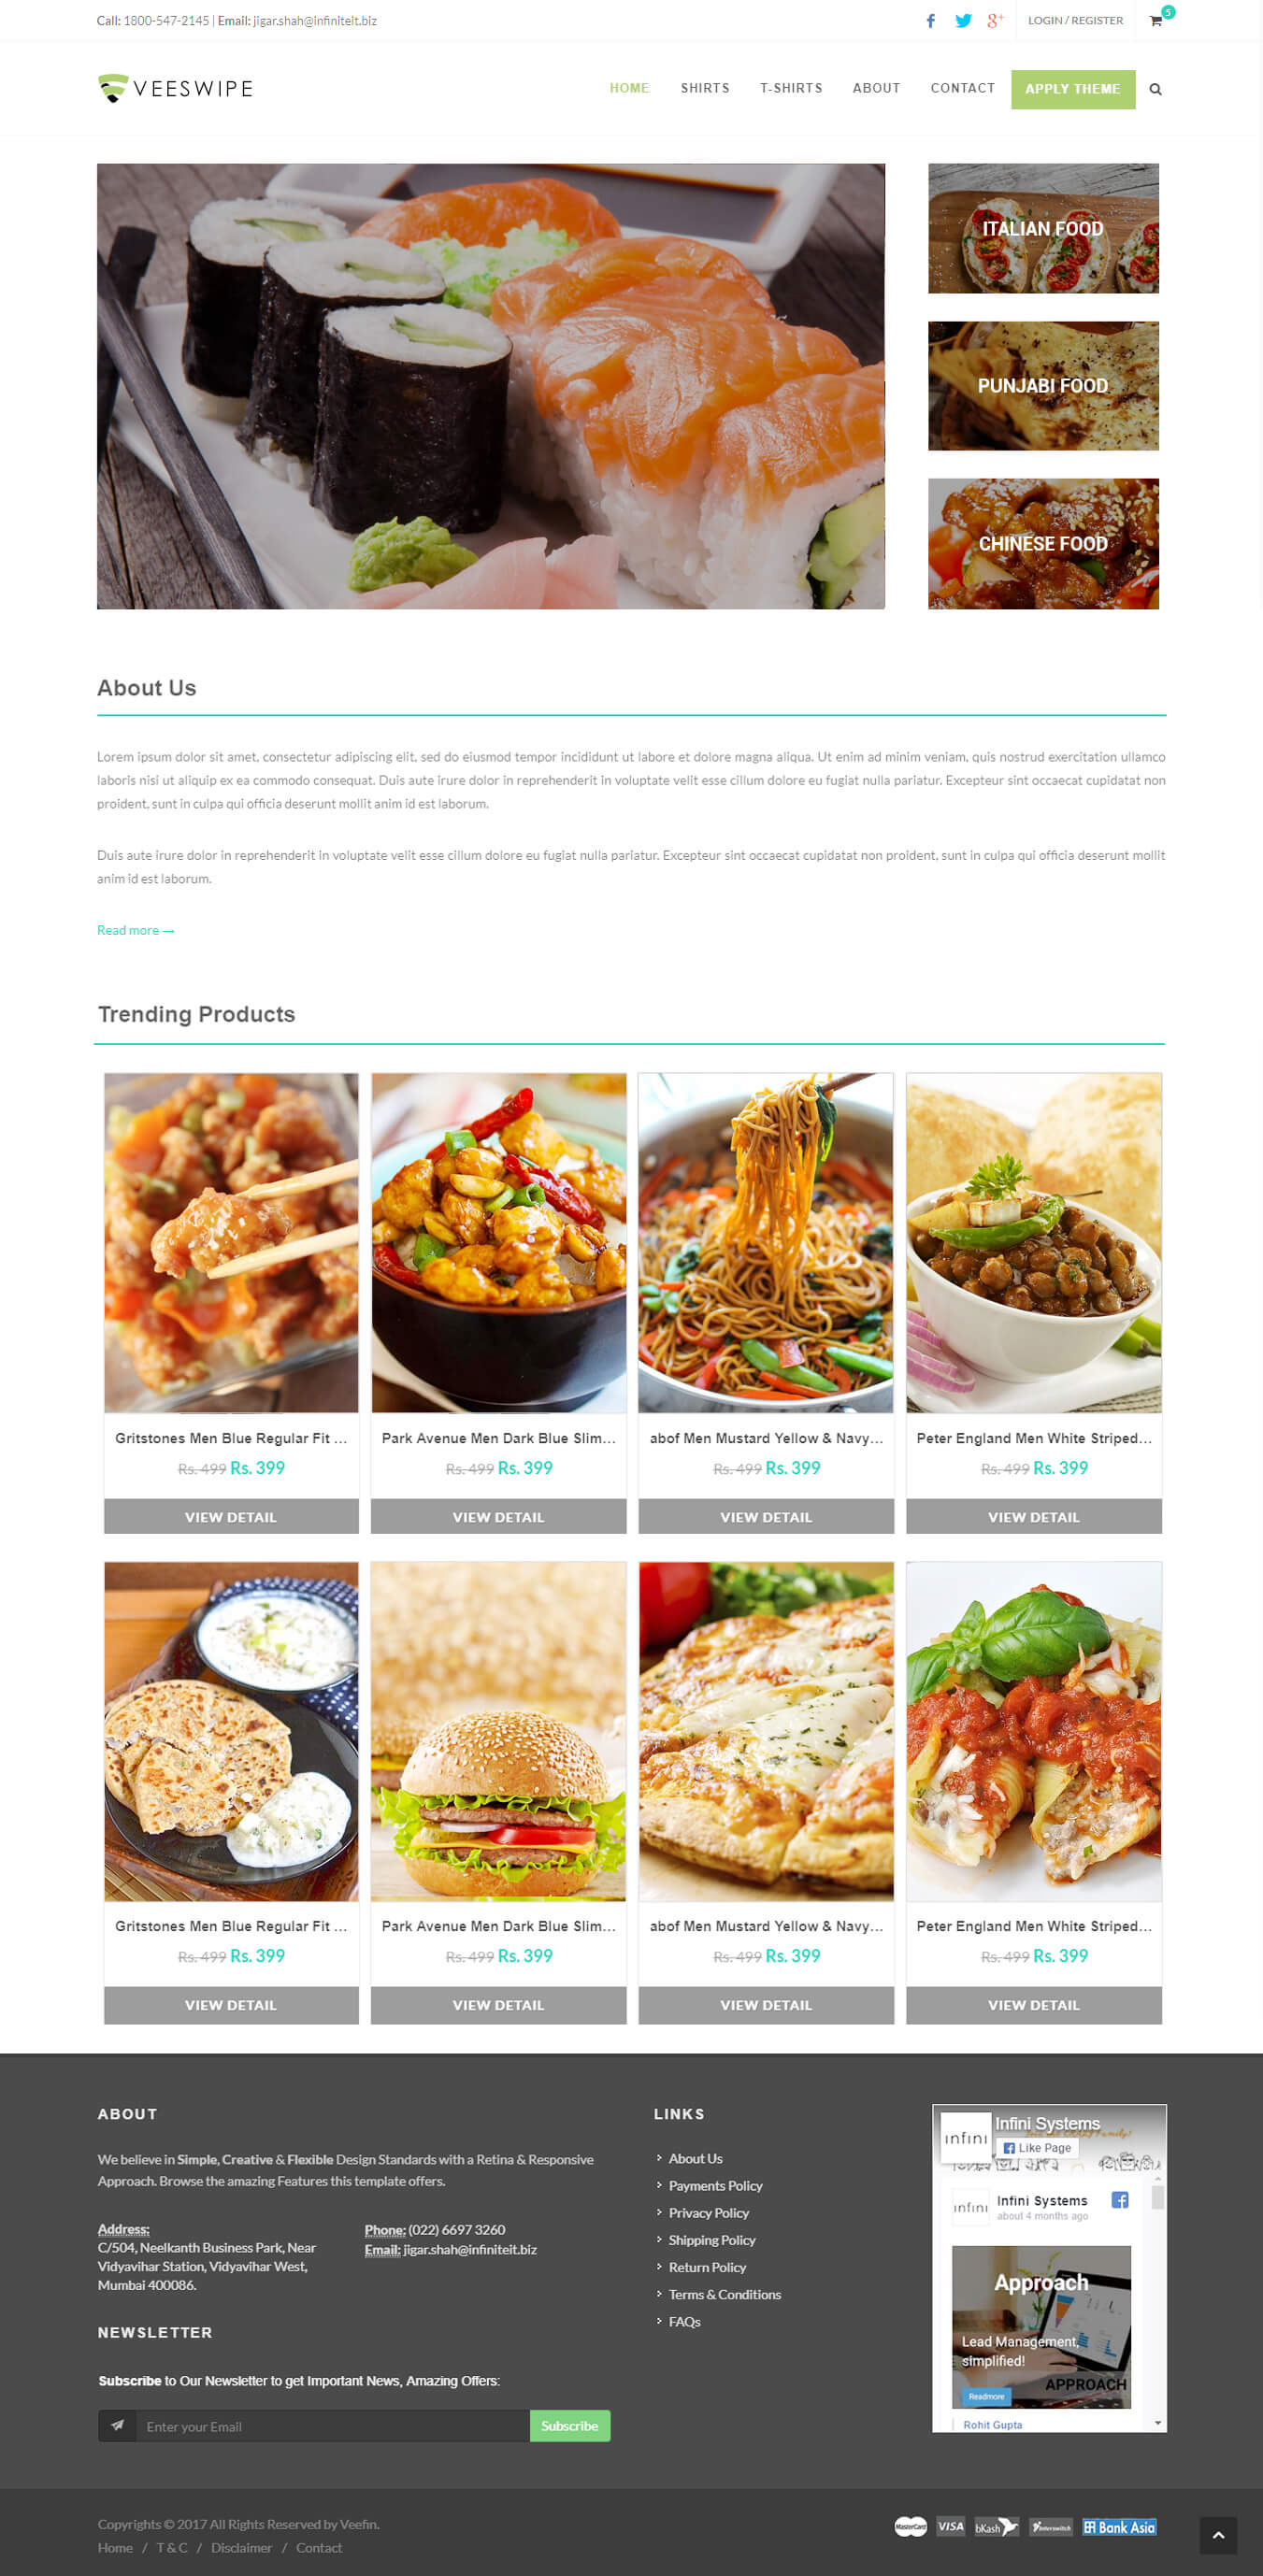 Call: 1800-547-2145 | Email: jigar.shah@infiniteit.biz
LOGIN / REGISTER
5
VEESWIPE
HOME SHIRTS T-SHIRTS ABOUT CONTACT APPLY THEME
ITALIAN FOOD
PUNJABI FOOD
CHINESE FOOD
About Us
Lorem ipsum dolor sit amet, consectetur adipiscing elit, sed do eiusmod tempor incididunt ut labore et dolore magna aliqua. Ut enim ad minim veniam, quis nostrud exercitation ullamco
laboris nisi ut aliquip ex ea commodo consequat. Duis aute irure dolor in reprehenderit in voluptate velit esse cillum dolore eu fugiat nulla pariatur. Excepteur sint occaecat cupidatat non
proident, sunt in culpa qui officia deserunt mollit anim id est laborum.
Duis aute irure dolor in reprehenderit in voluptate velit esse cillum dolore eu fugiat nulla pariatur. Excepteur sint occaecat cupidatat non proident, sunt in culpa qui officia deserunt mollit
anim id est laborum.
Read more →
Trending Products
Gritstones Men Blue Regular Fit ...
Rs. 499 Rs. 399
VIEW DETAIL
Park Avenue Men Dark Blue Slim...
Rs. 499 Rs. 399
VIEW DETAIL
abof Men Mustard Yellow & Navy...
Rs. 499 Rs. 399
VIEW DETAIL
Peter England Men White Striped...
Rs. 499 Rs. 399
VIEW DETAIL
Gritstones Men Blue Regular Fit ...
Rs. 499 Rs. 399
VIEW DETAIL
Park Avenue Men Dark Blue Slim...
Rs. 499 Rs. 399
VIEW DETAIL
abof Men Mustard Yellow & Navy...
Rs. 499 Rs. 399
VIEW DETAIL
Peter England Men White Striped...
Rs. 499 Rs. 399
VIEW DETAIL
ABOUT
We believe in Simple, Creative & Flexible Design Standards with a Retina & Responsive
Approach. Browse the amazing Features this template offers.
Address:
C/504, Neelkanth Business Park, Near
Vidyavihar Station, Vidyavihar West,
Mumbai 400086.
Phone: (022) 6697 3260
Email: jigar.shah@infiniteit.biz
NEWSLETTER
Subscribe to Our Newsletter to get Important News, Amazing Offers:
Enter your Email
Subscribe
LINKS
About Us
Payments Policy
Privacy Policy
Shipping Policy
Return Policy
Terms & Conditions
FAQs
infini
Infini Systems
Like Page
infini
Infini Systems
about 4 months ago
Approach
Lead Management,
simplified!
APPROACH
Readmore
Rohit Gupta
Copyrights © 2017 All Rights Reserved by Veefin.
Home / T & C / Disclaimer / Contact
MasterCard VISA bKash Interswitch Bank Asia